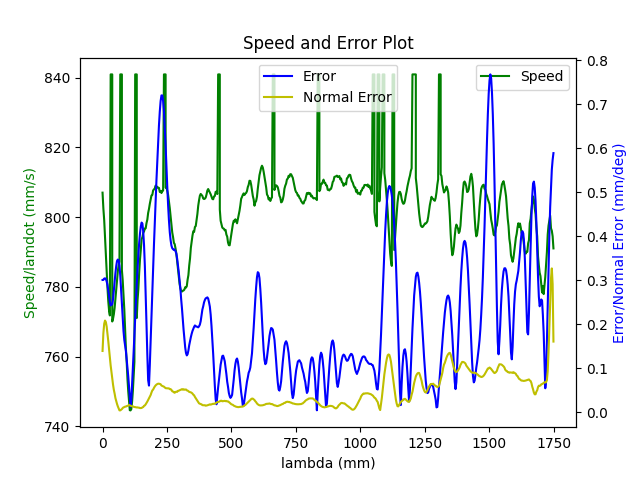 Speed and Error Plot
Error
Normal Error
Speed
840
820
800
780
760
740
0.8
0.7
0.6
0.5
0.4
0.3
0.2
0.1
0.0
Speed/lamdot (mm/s)
Error/Normal Error (mm/deg)
0 250 500 750 1000 1250 1500 1750
lambda (mm)